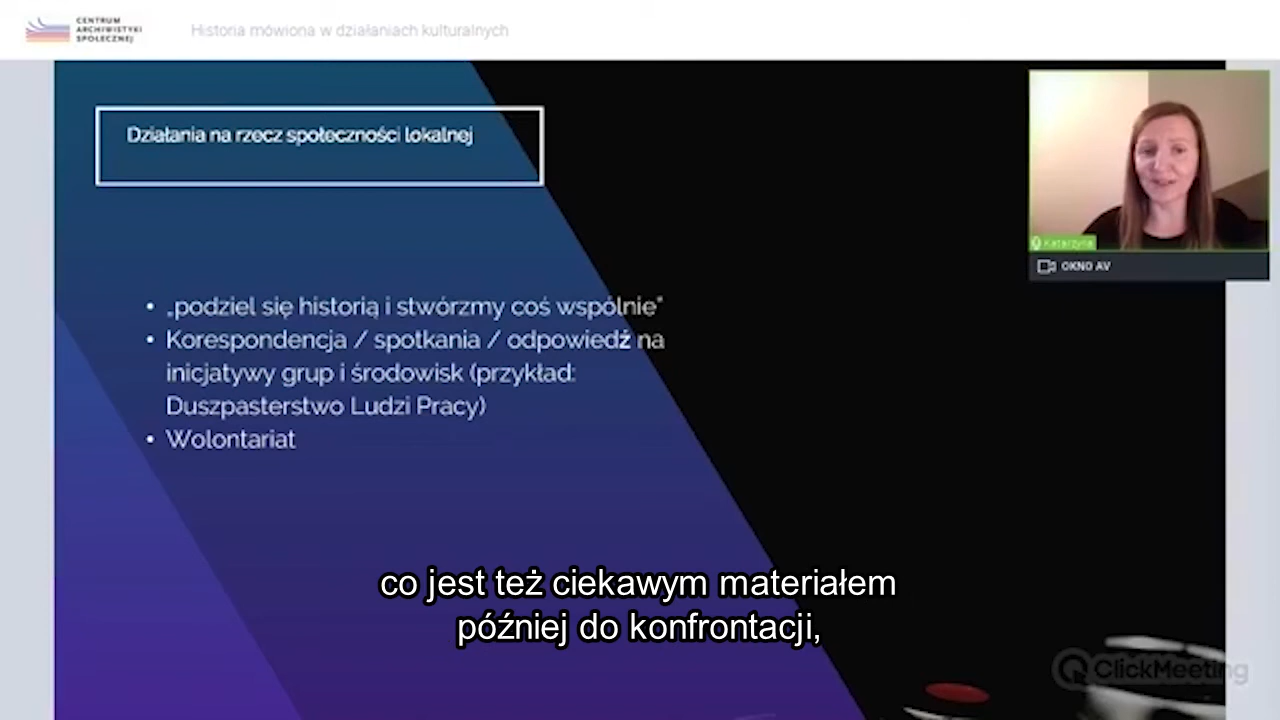 CENTRUM
ARCHIWISTYKI
SPOŁECZNEJ
Historia mówiona w działaniach kulturalnych
Działania na rzecz społeczności lokalnej
Katarzyna
OKNO AV
• „podziel się historią i stwórzmy coś wspólnie”
• Korespondencja / spotkania / odpowiedź na
inicjatywy grup i środowisk (przykład:
Duszpasterstwo Ludzi Pracy)
• Wolontariat
co jest też ciekawym materiałem
później do konfrontacji,
ClickMeeting